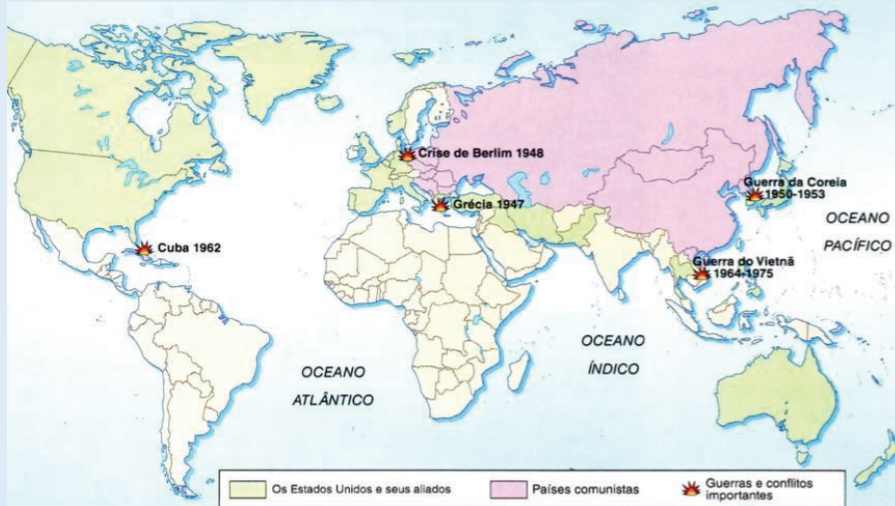 Crise de Berlim 1948
Guerra da Coreia
1950-1953
Grécia 1947
OCEANO
PACÍFICO
Cuba 1962
Guerra do Vietnã
1964-1975
OCEANO
ÍNDICO
OCEANO
ATLÂNTICO
Os Estados Unidos e seus aliados
Países comunistas
Guerras e conflitos
importantes